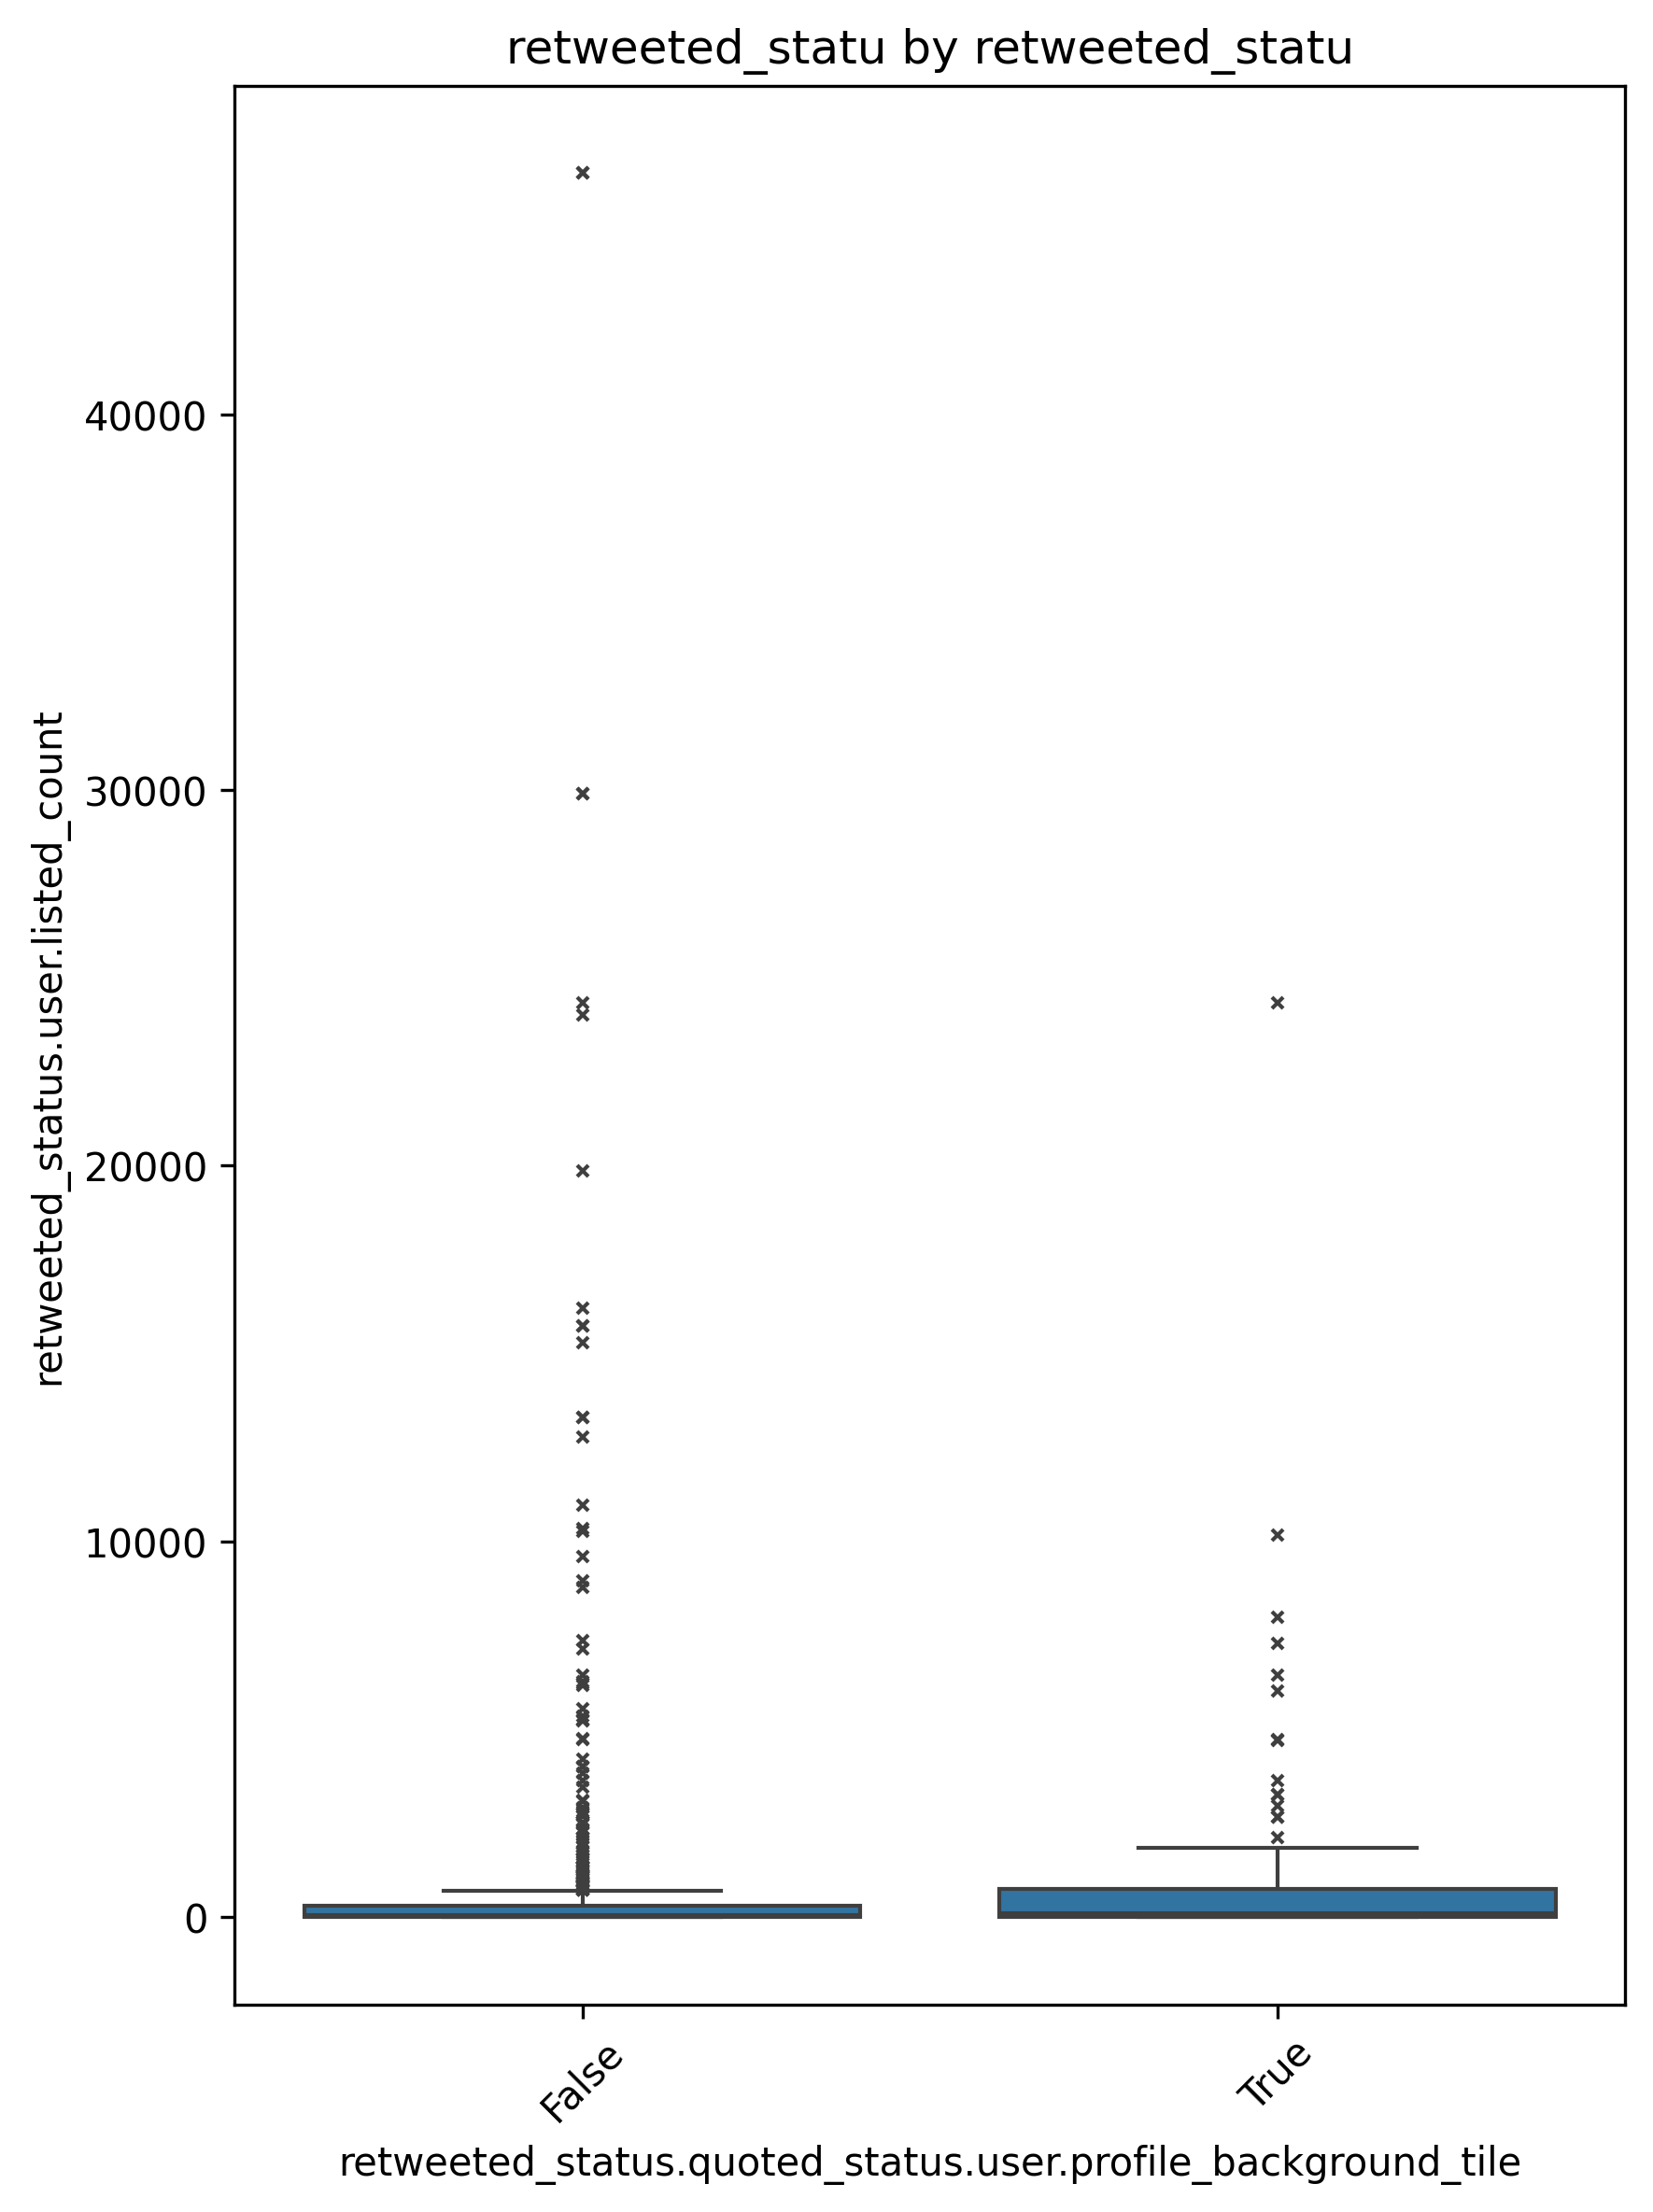 retweeted_statu by retweeted_statu
retweeted_status.user.listed_count
40000
30000
20000
10000
0
False
True
retweeted_status.quoted_status.user.profile_background_tile